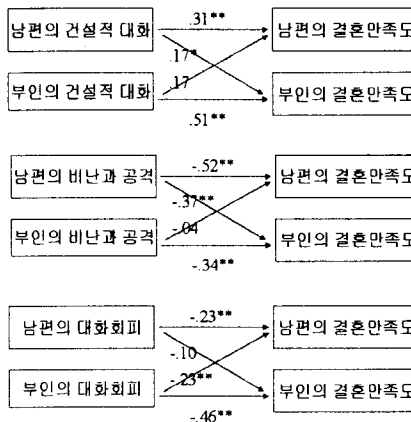 남편의 건설적 대화 .31** 남편의 결혼만족도
.17*
부인의 건설적 대화 .17 부인의 결혼만족도
.51**
남편의 비난과 공격 -.52** 남편의 결혼만족도
-.37**
부인의 비난과 공격 -.04 부인의 결혼만족도
-.34**
남편의 대화회피 -.23** 남편의 결혼만족도
-.10
부인의 대화회피 -.23** 부인의 결혼만족도
-.46**